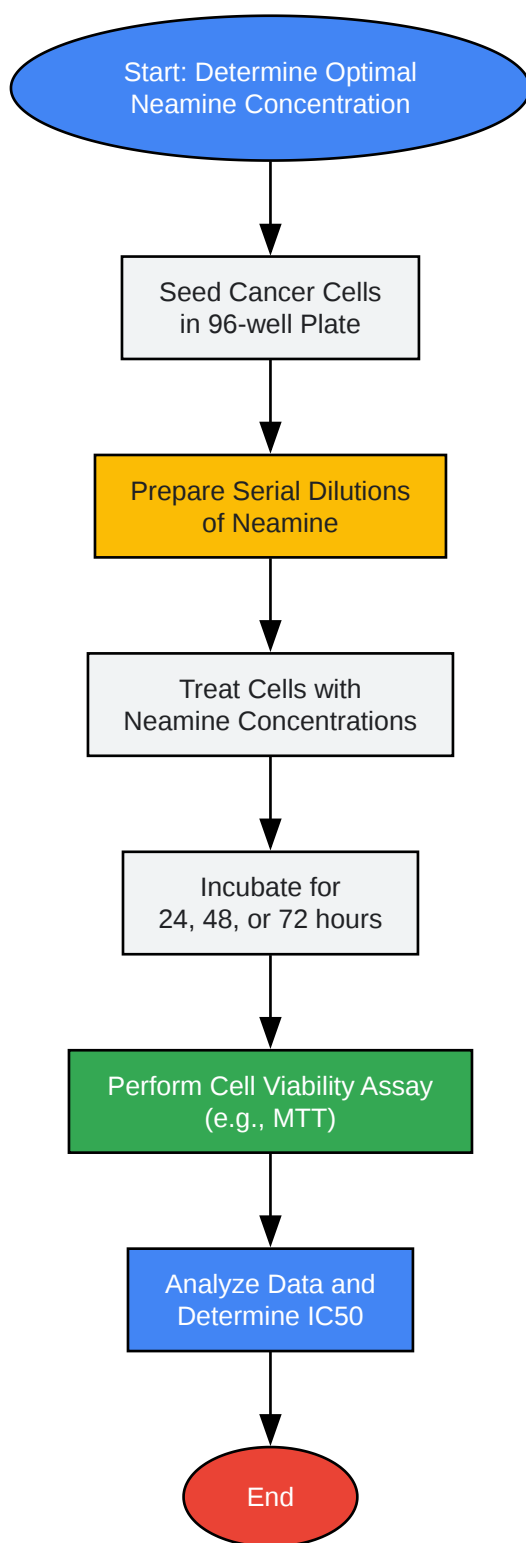 Start: Determine Optimal
Neamine Concentration
Seed Cancer Cells
in 96-well Plate
Prepare Serial Dilutions
of Neamine
Treat Cells with
Neamine Concentrations
Incubate for
24, 48, or 72 hours
Perform Cell Viability Assay
(e.g., MTT)
Analyze Data and
Determine IC50
End